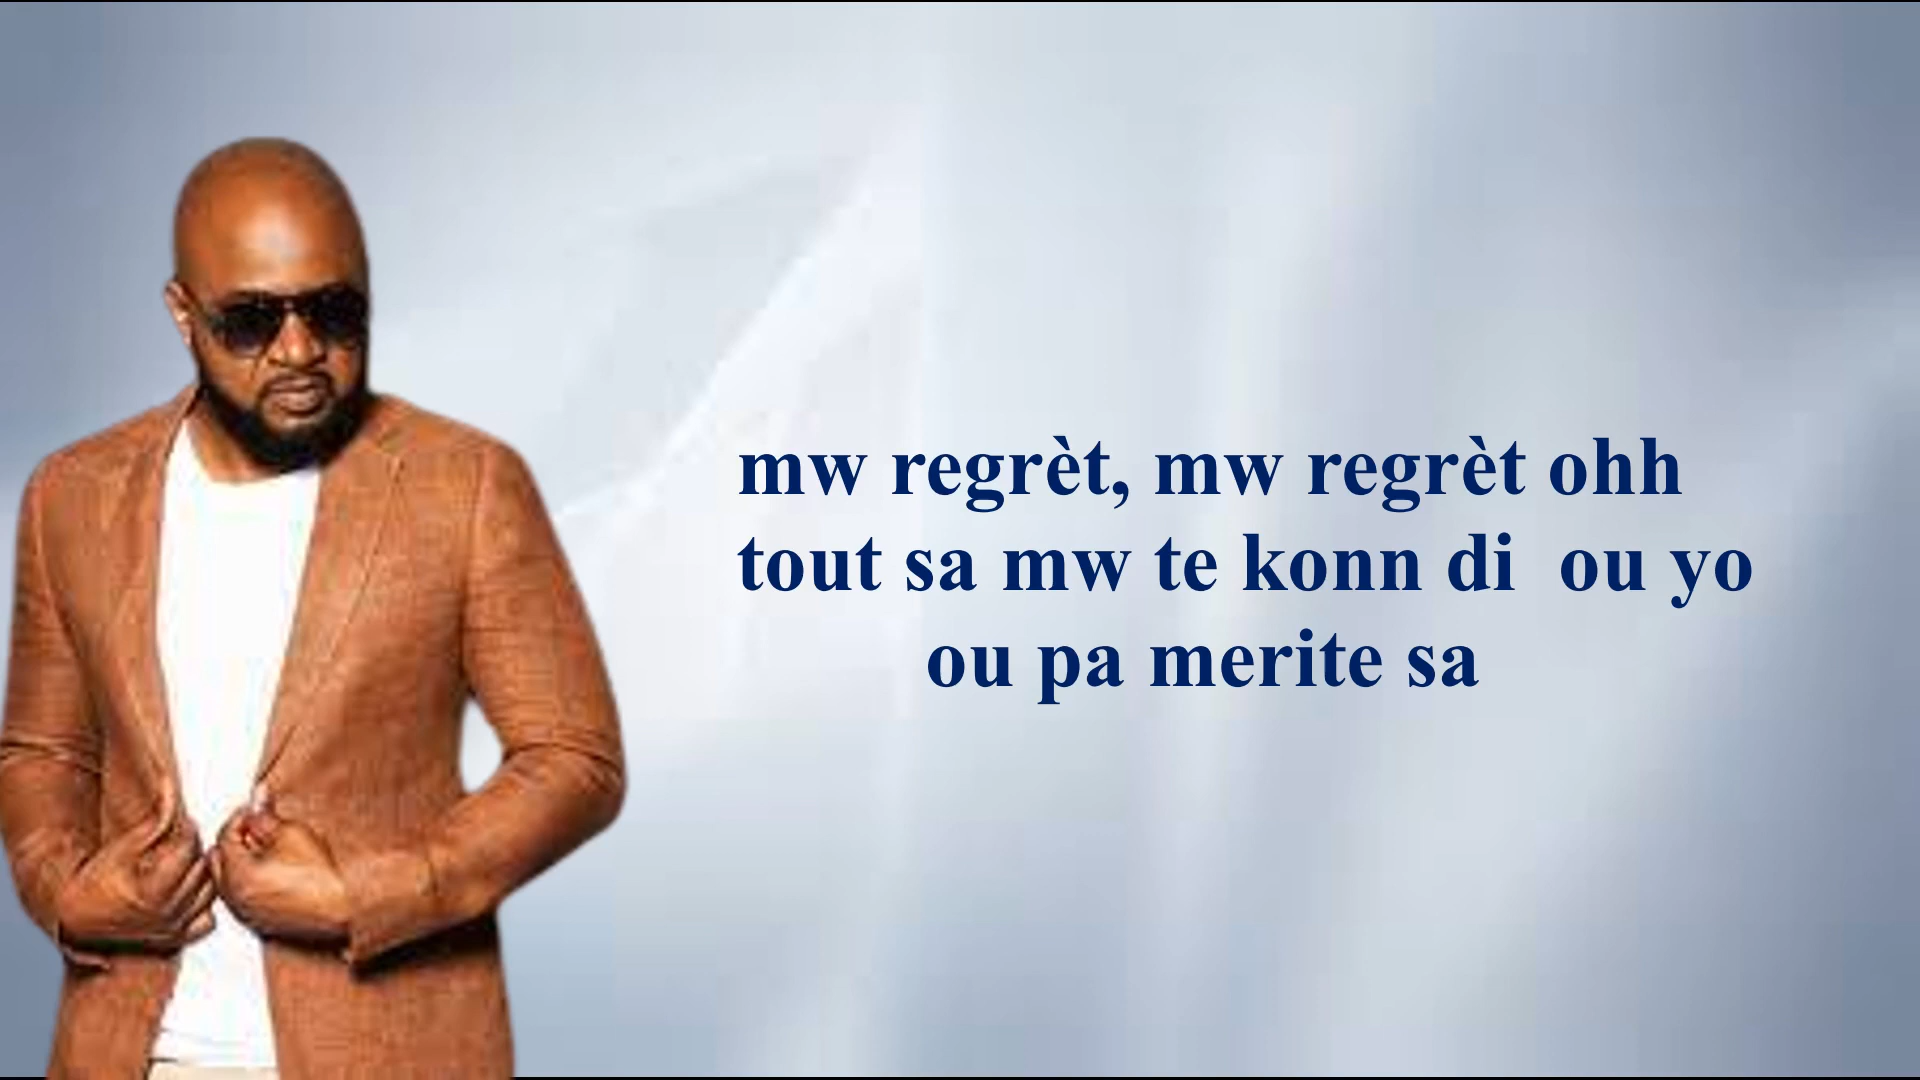 mw regrèt, mw regrèt ohh
tout sa mw te konn di  ou yo
ou pa merite sa